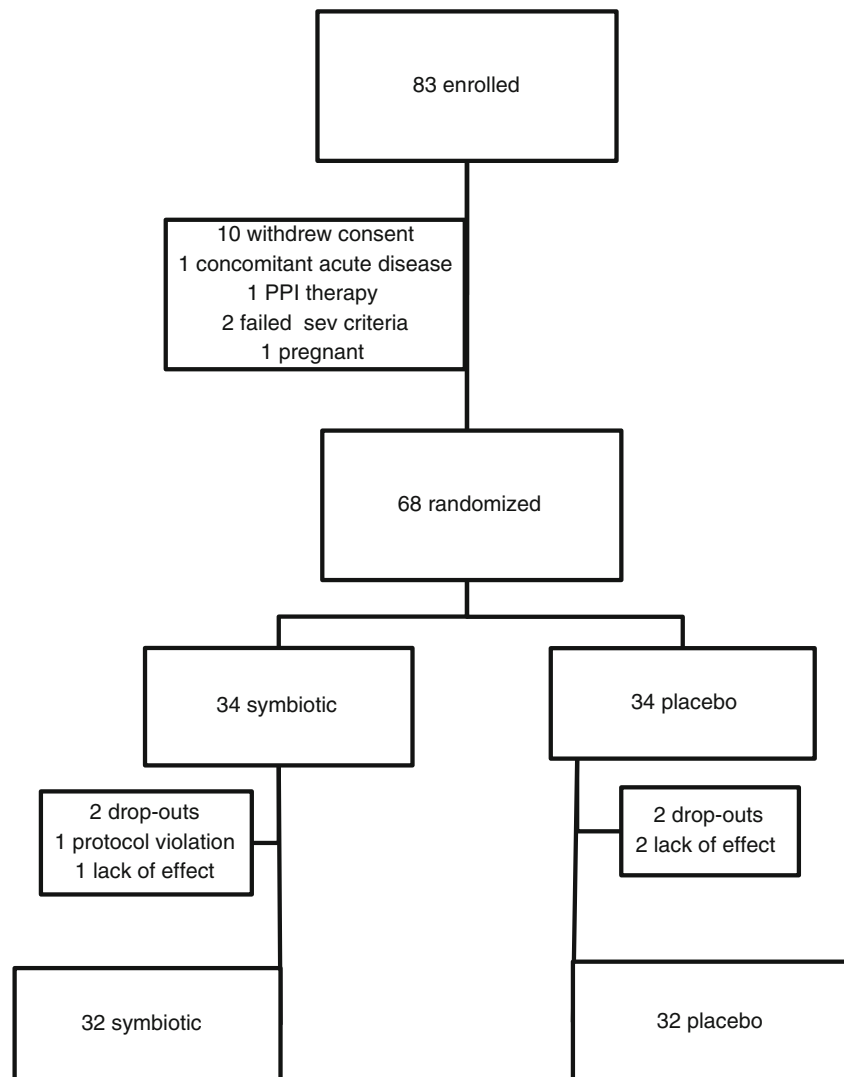 83 enrolled
10 withdrew consent
1 concomitant acute disease
1 PPI therapy
2 failed sev criteria
1 pregnant
68 randomized
34 symbiotic
34 placebo
2 drop-outs
1 protocol violation
1 lack of effect
2 drop-outs
2 lack of effect
32 symbiotic
32 placebo